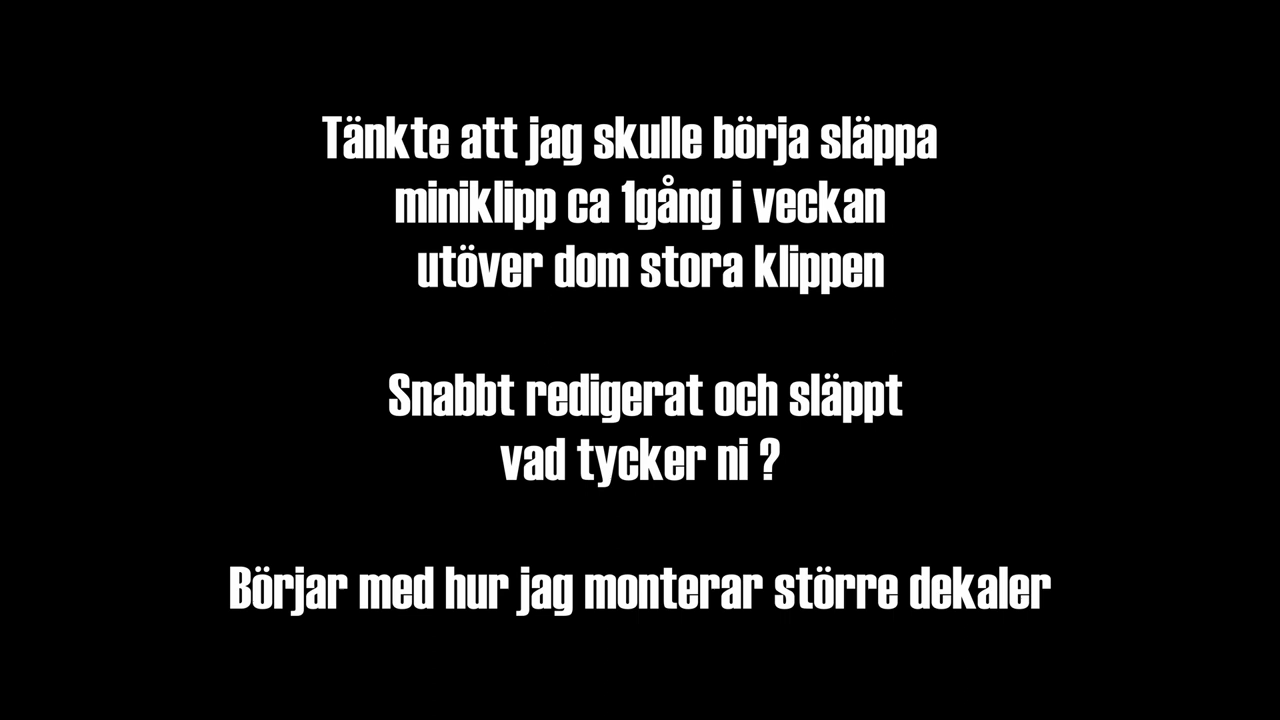 Tänkte att jag skulle börja släppa
miniklipp ca 1gång i veckan
utöver dom stora klippen
Snabbt redigerat och släppt
vad tycker ni ?
Börjar med hur jag monterar större dekaler